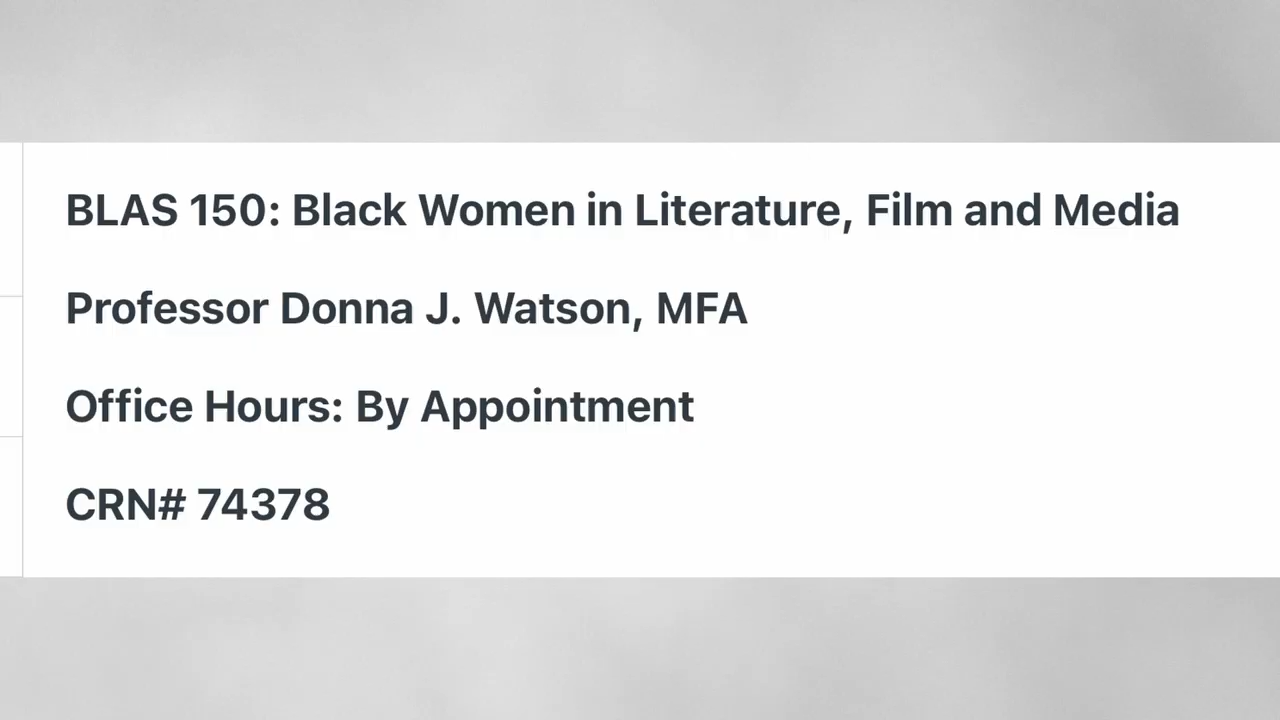 BLAS 150: Black Women in Literature, Film and Media
Professor Donna J. Watson, MFA
Office Hours: By Appointment
CRN# 74378